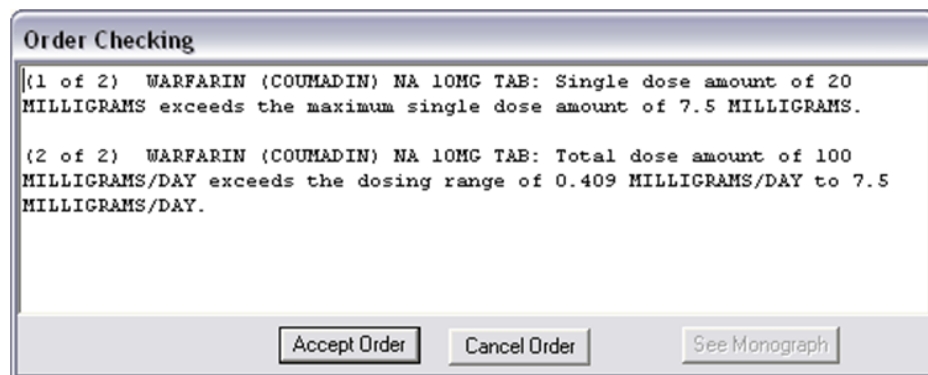 Order Checking
(1 of 2)  WARFARIN (COUMADIN) NA 10MG TAB: Single dose amount of 20
MILLIGRAMS exceeds the maximum single dose amount of 7.5 MILLIGRAMS.
(2 of 2)  WARFARIN (COUMADIN) NA 10MG TAB: Total dose amount of 100
MILLIGRAMS/DAY exceeds the dosing range of 0.409 MILLIGRAMS/DAY to 7.5
MILLIGRAMS/DAY.
Accept Order Cancel Order See Monograph